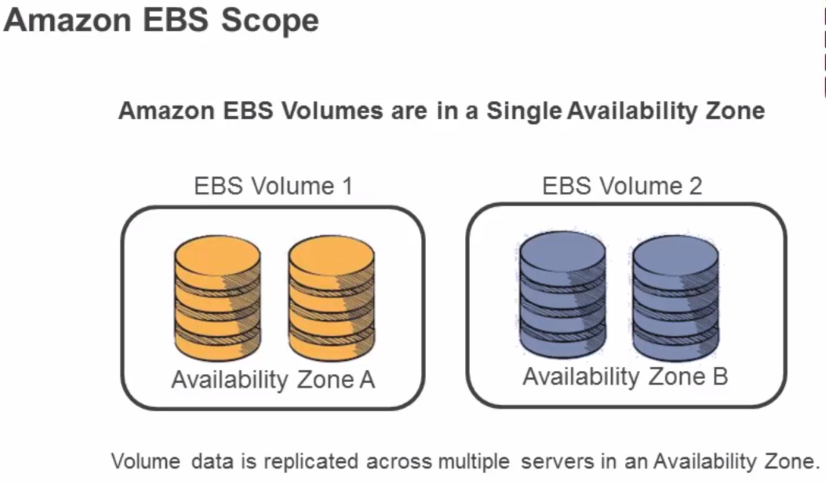 Amazon EBS Scope
Amazon EBS Volumes are in a Single Availability Zone
EBS Volume 1
EBS Volume 2
Availability Zone A
Availability Zone B
Volume data is replicated across multiple servers in an Availability Zone.